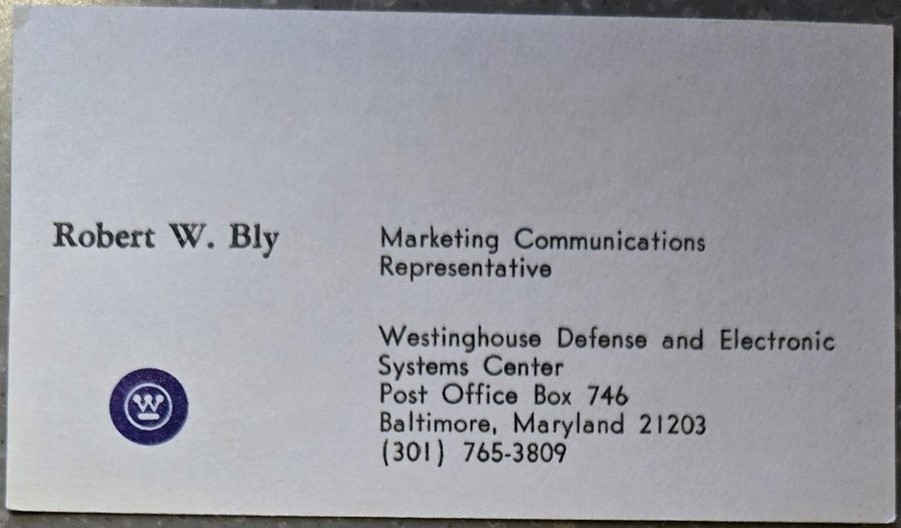 Robert W. Bly
Marketing Communications
Representative
Westinghouse Defense and Electronic
Systems Center
Post Office Box 746
Baltimore, Maryland 21203
(301) 765-3809
W